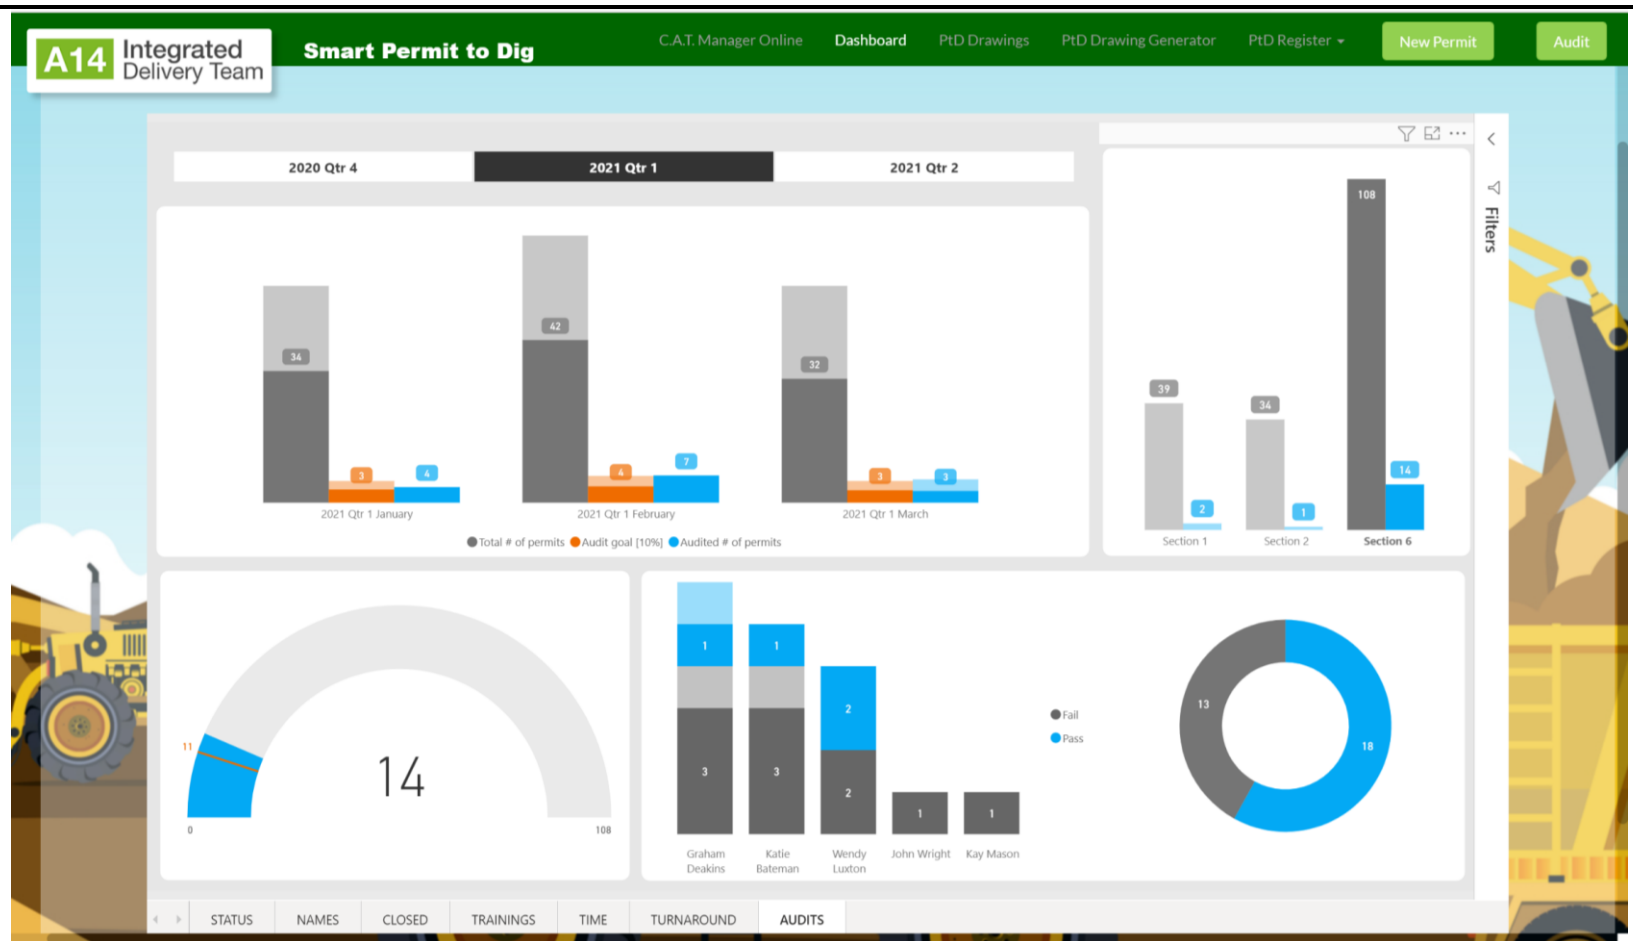 A14 Integrated
Delivery Team
Smart Permit to Dig
C.A.T. Manager Online
Dashboard
PtD Drawings
PtD Drawing Generator
PtD Register
New Permit
Audit
2020 Qtr 4
2021 Qtr 1
2021 Qtr 2
34
3
4
42
4
7
32
3
3
2021 Qtr 1 January
2021 Qtr 1 February
2021 Qtr 1 March
Total # of permits
Audit goal [10%]
Audited # of permits
39
2
34
1
108
14
Section 1
Section 2
Section 6
Filters
11
14
0
108
1
3
1
3
2
2
1
1
Graham
Deakins
Katie
Bateman
Wendy
Luxton
John Wright
Kay Mason
Fail
Pass
13
18
STATUS
NAMES
CLOSED
TRAININGS
TIME
TURNAROUND
AUDITS